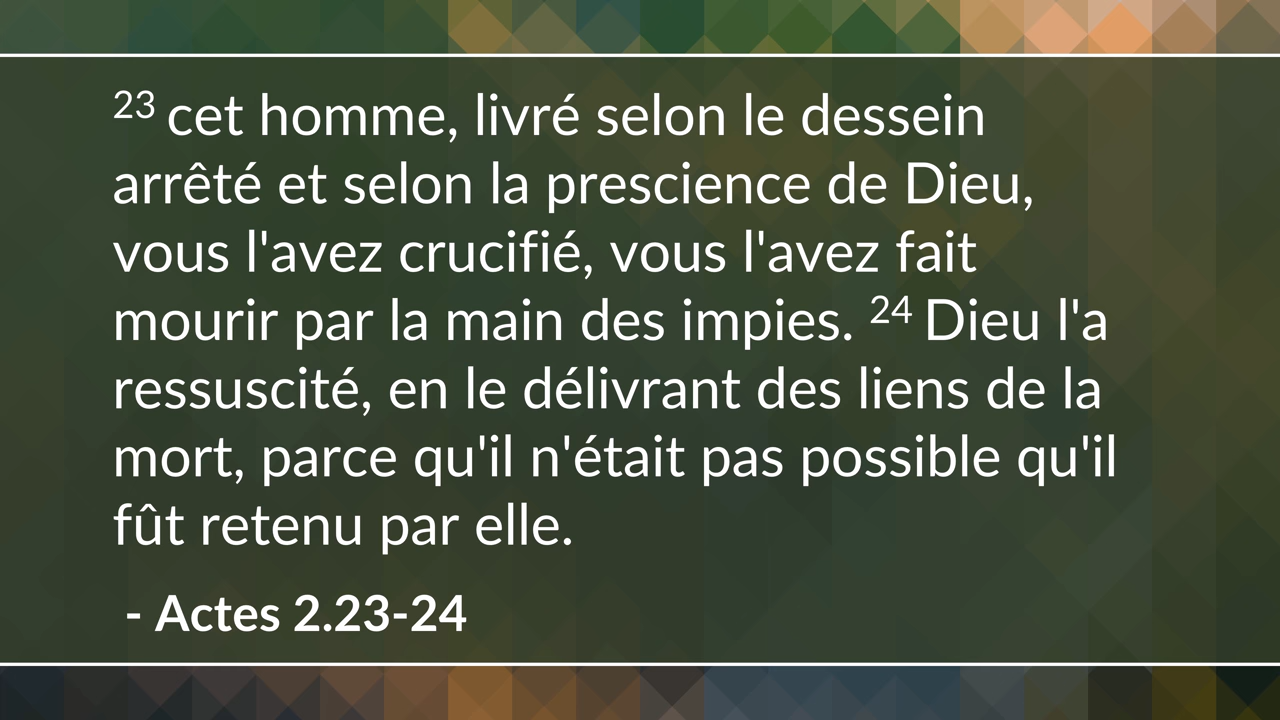 23 cet homme, livré selon le dessein
arrêté et selon la prescience de Dieu,
vous l'avez crucifié, vous l'avez fait
mourir par la main des impies. 24 Dieu l'a
ressuscité, en le délivrant des liens de la
mort, parce qu'il n'était pas possible qu'il
fût retenu par elle.
- Actes 2.23-24